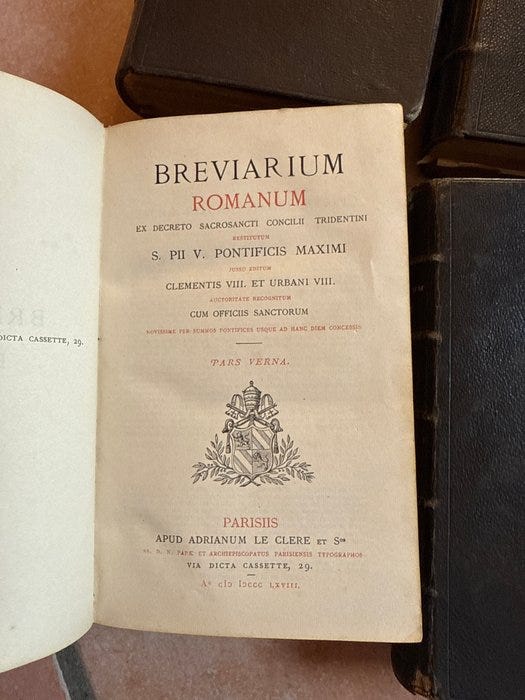 DICTA CASSETTE, 29.
BREVIARIUM
ROMANUM
EX DECRETO SACROSANCTI CONCILII TRIDENTINI
RESTITUTUM
S. PII V. PONTIFICIS MAXIMI
JUSSU EDITUM
CLEMENTIS VIII. ET URBANI VIII.
AUCTORITATE RECOGNITUM
CUM OFFICIIS SANCTORUM
NOVISSIME PER SUMMOS PONTIFICES USQUE AD HANC DIEM CONCESSIS
PARS VERNA.
PARISIIS
APUD ADRIANUM LE CLERE ET Sos
SS. D. N. PAPÆ ET ARCHIEPISCOPATUS PARISIENSIS TYPOGRAPHOS
VIA DICTA CASSETTE, 29.
Aº CIↃ IↃCCC LXVIII.